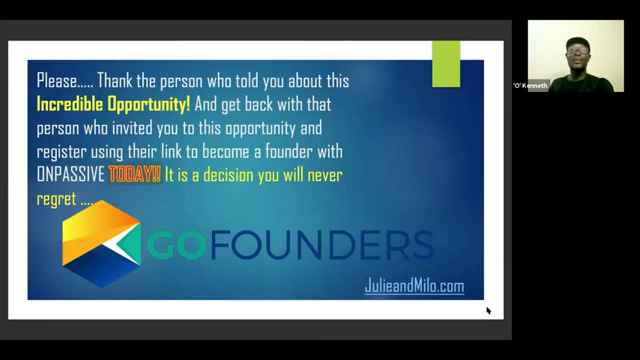 Please..... Thank the person who told you about this
Incredible Opportunity! And get back with that
person who invited you to this opportunity and
register using their link to become a founder with
ONPASSIVE TODAY!! It is a decision you will never
regret ....
GOFOUNDERS
JulieandMilo.com
'O' Kenneth